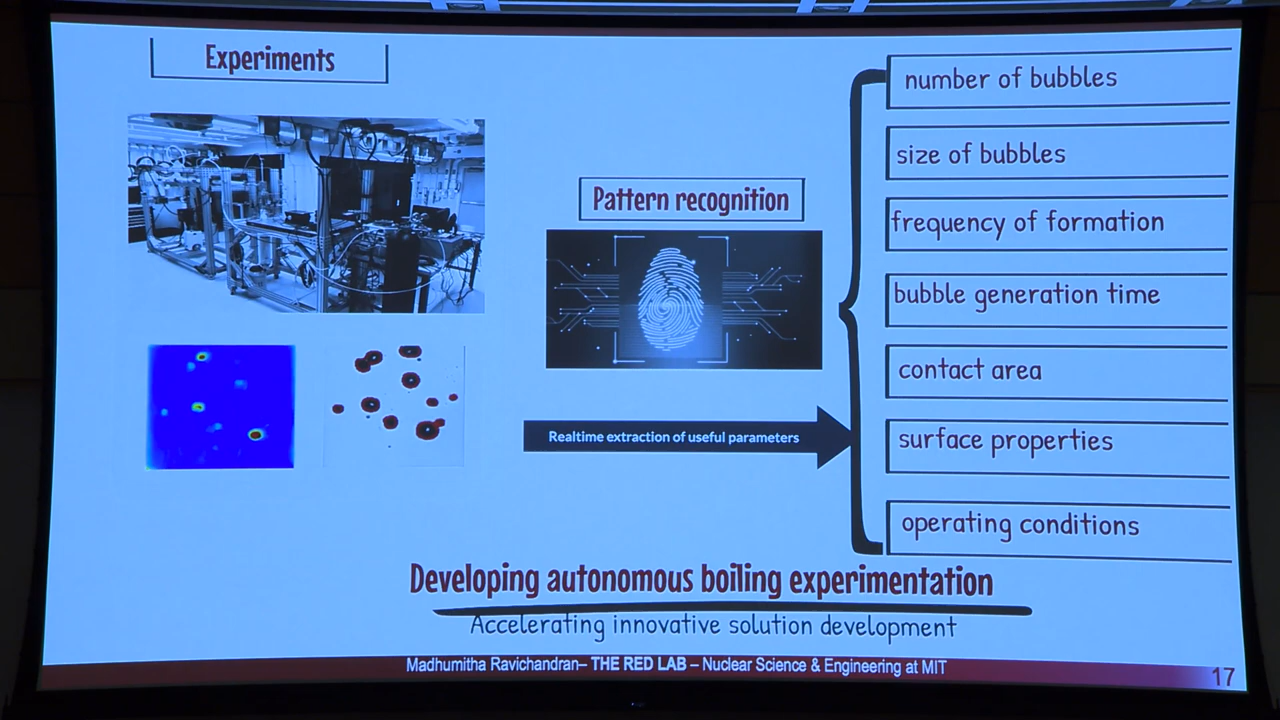 Experiments
Pattern recognition
Realtime extraction of useful parameters
number of bubbles
size of bubbles
frequency of formation
bubble generation time
contact area
surface properties
operating conditions
Developing autonomous boiling experimentation
Accelerating innovative solution development
Madhumitha Ravichandran– THE RED LAB – Nuclear Science & Engineering at MIT
17